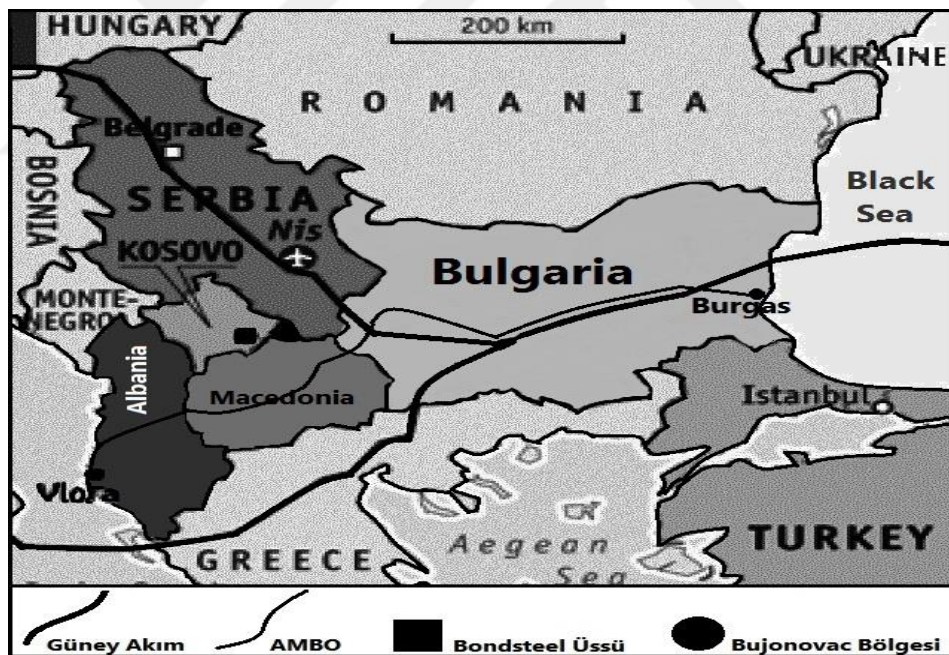 HUNGARY
200 km
UKRAINE
ROMANIA
Belgrade
BOSNIA
SERBIA
Black
Sea
Nis
KOSOVO
Bulgaria
MONTE-
NEGRO
Burgas
Albania
Macedonia
Istanbul
Vlora
GREECE
Aegean
Sea
TURKEY
Güney Akım
AMBO
Bondsteel Üssü
Bujonovac Bölgesi